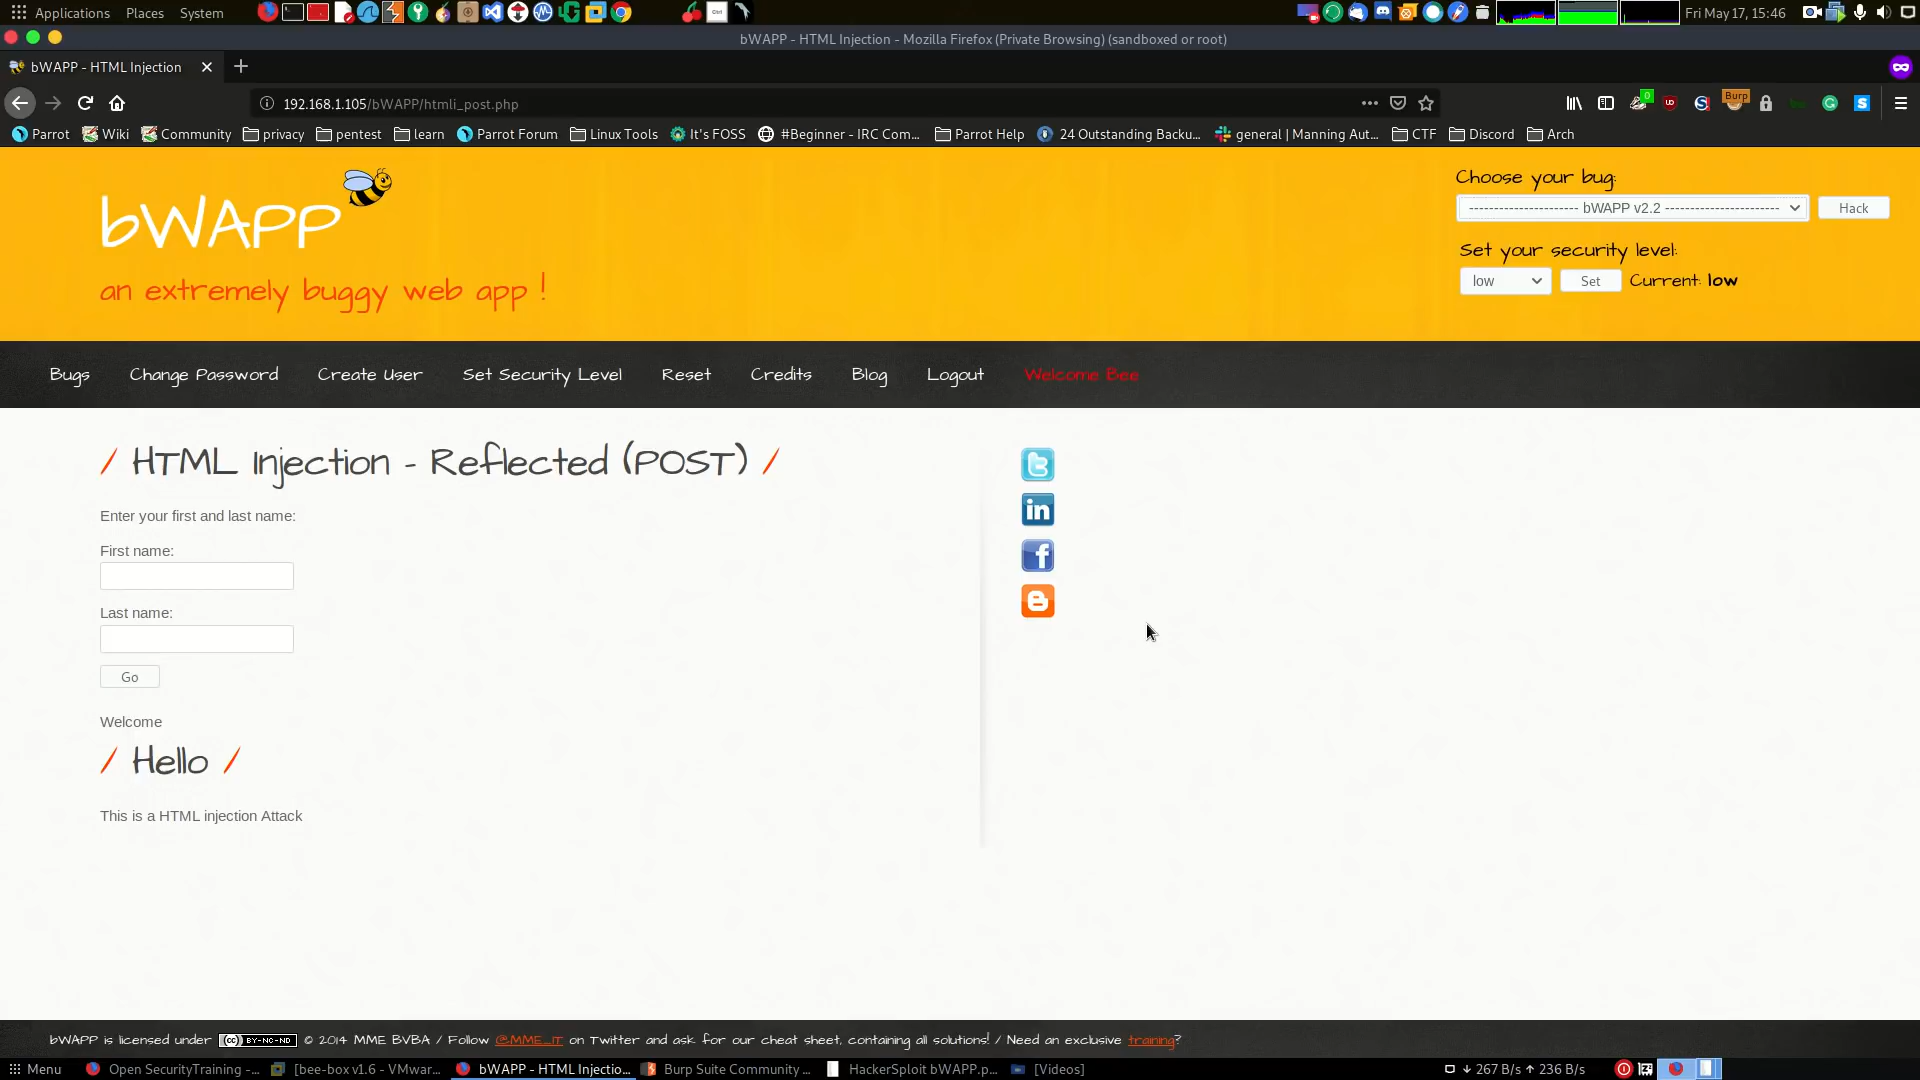 Applications Places System
Fri May 17, 15:46
bWAPP - HTML Injection - Mozilla Firefox (Private Browsing) (sandboxed or root)
bWAPP - HTML Injection
192.168.1.105/bWAPP/htmli_post.php
0
Burp
Parrot Wiki Community privacy pentest learn Parrot Forum Linux Tools It's FOSS #Beginner - IRC Com... Parrot Help 24 Outstanding Backu... general | Manning Aut... CTF Discord Arch
bWAPP
an extremely buggy web app !
Choose your bug:
---------------------- bWAPP v2.2 -----------------------
Hack
Set your security level:
low
Set
Current: low
Bugs Change Password Create User Set Security Level Reset Credits Blog Logout Welcome Bee
/ HTML Injection - Reflected (POST) /
Enter your first and last name:
First name:
Last name:
Go
Welcome
/ Hello /
This is a HTML injection Attack
bWAPP is licensed under (cc) BY-NC-ND © 2014 MME BVBA / Follow @MME_IT on Twitter and ask for our cheat sheet, containing all solutions! / Need an exclusive training?
Menu Open SecurityTraining -... [bee-box v1.6 - VMwar... bWAPP - HTML Injectio... Burp Suite Community ... HackerSploit bWAPP.p... [Videos] ↓ 267 B/s ↑ 236 B/s